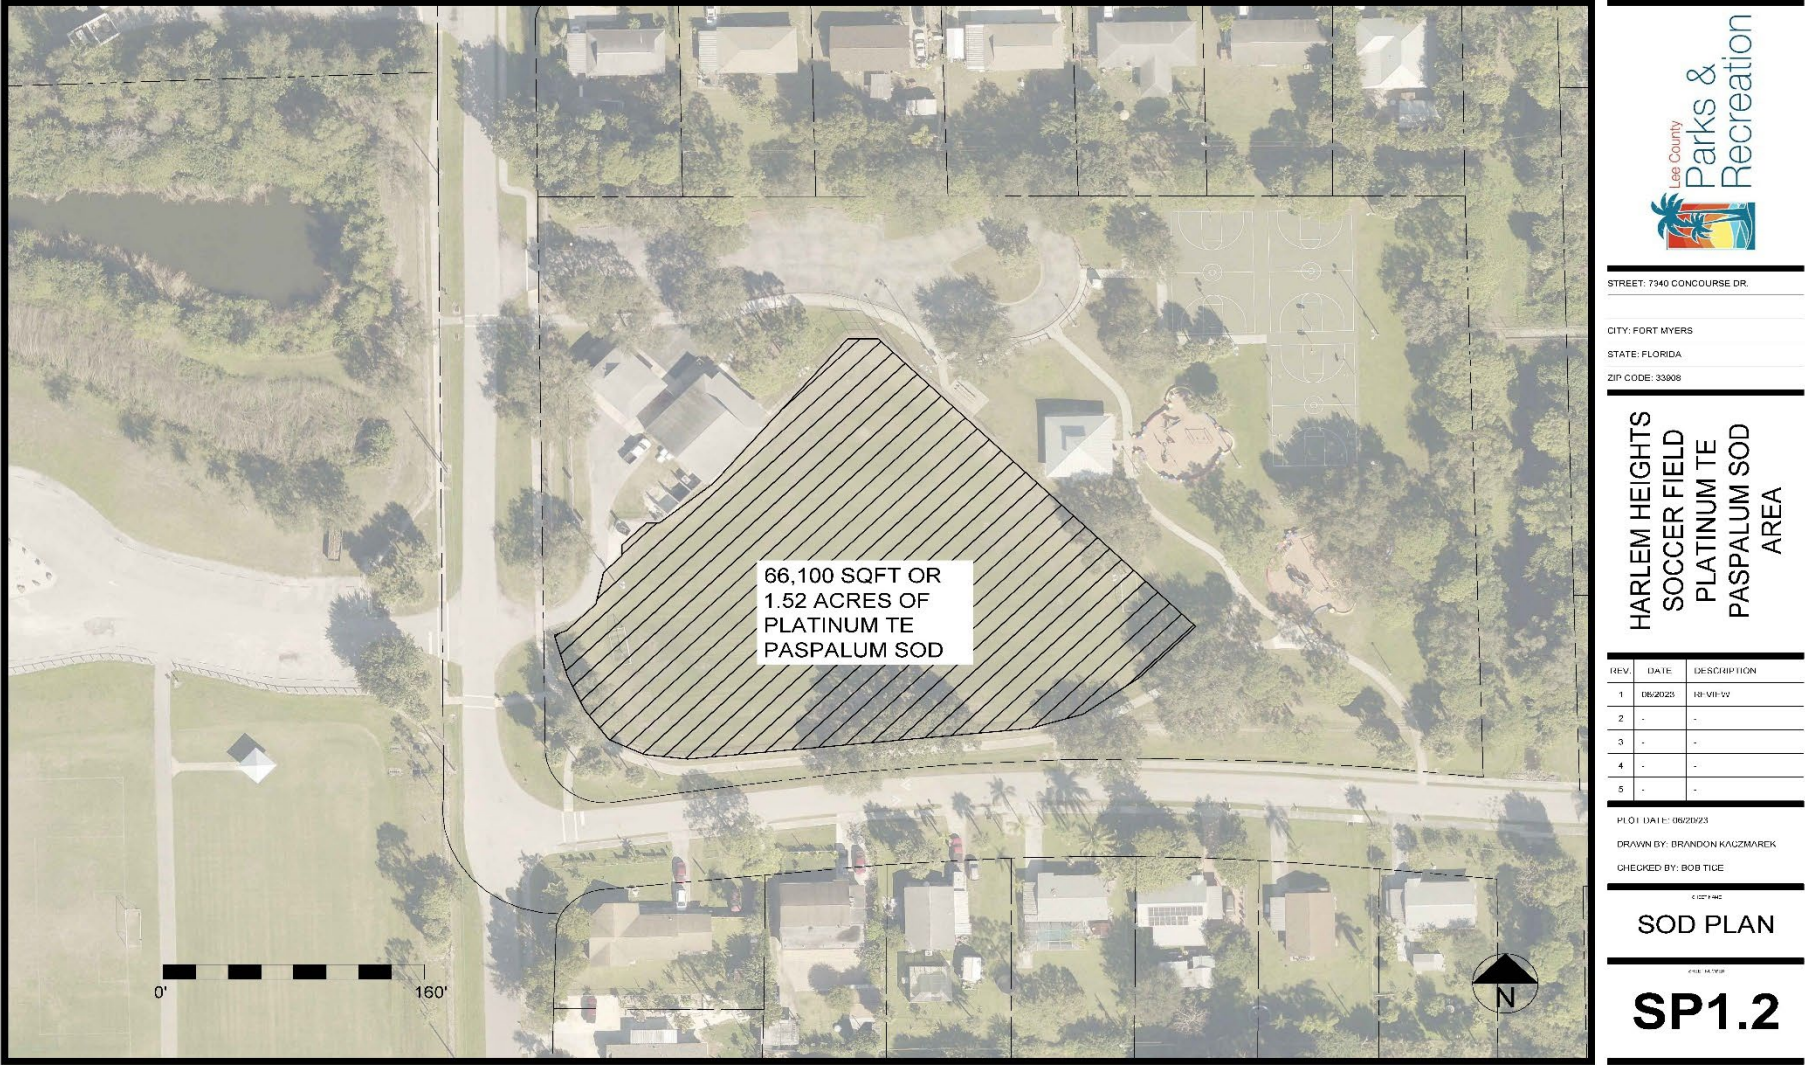 66,100 SQFT OR
1.52 ACRES OF
PLATINUM TE
PASPALUM SOD
0'
160'
N
Lee County
Parks &
Recreation
STREET: 7340 CONCOURSE DR.
CITY: FORT MYERS
STATE: FLORIDA
ZIP CODE: 33908
HARLEM HEIGHTS
SOCCER FIELD
PLATINUM TE
PASPALUM SOD
AREA
REV. DATE DESCRIPTION
1 06/2023 REVIEW
2 - -
3 - -
4 - -
5 - -
PLOT DATE: 06/20/23
DRAWN BY: BRANDON KACZMAREK
CHECKED BY: BOB TICE
SHEET NAME
SOD PLAN
SP1.2